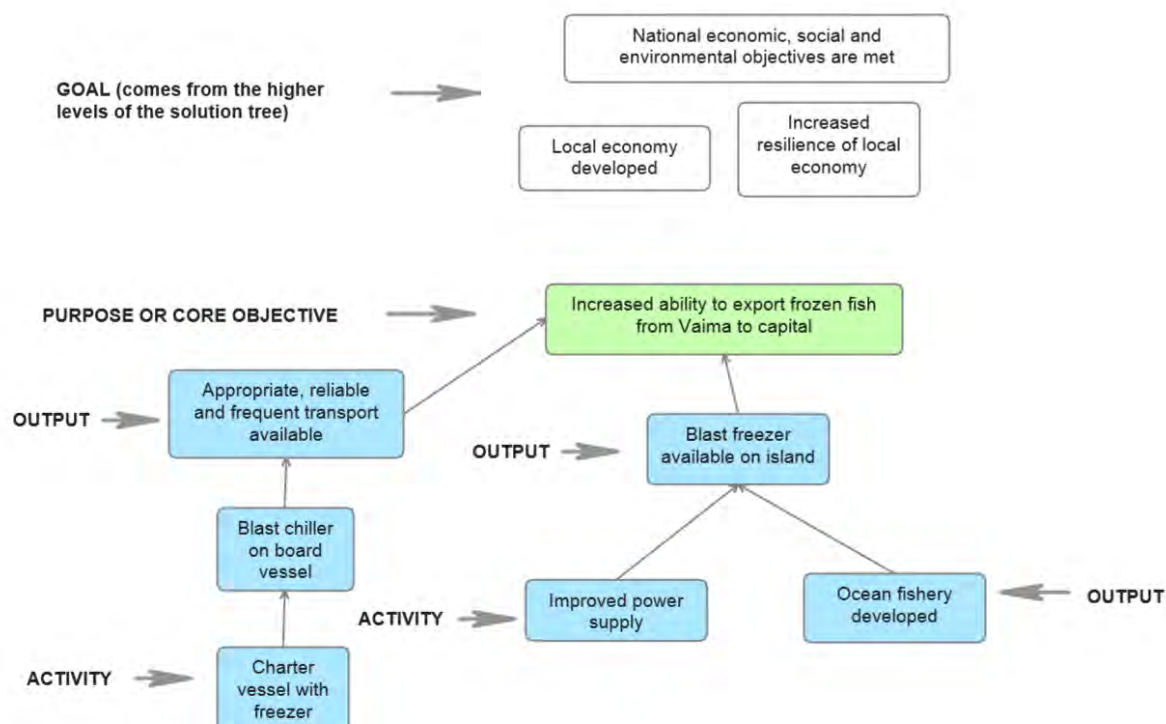 National economic, social and
environmental objectives are met
GOAL (comes from the higher
levels of the solution tree)
Increased
resilience of local
economy
Local economy
developed
PURPOSE OR CORE OBJECTIVE
Increased ability to export frozen fish
from Vaima to capital
OUTPUT
Appropriate, reliable
and frequent transport
available
OUTPUT
Blast freezer
available on island
Blast chiller
on board
vessel
ACTIVITY
Improved power
supply
Ocean fishery
developed
OUTPUT
ACTIVITY
Charter
vessel with
freezer